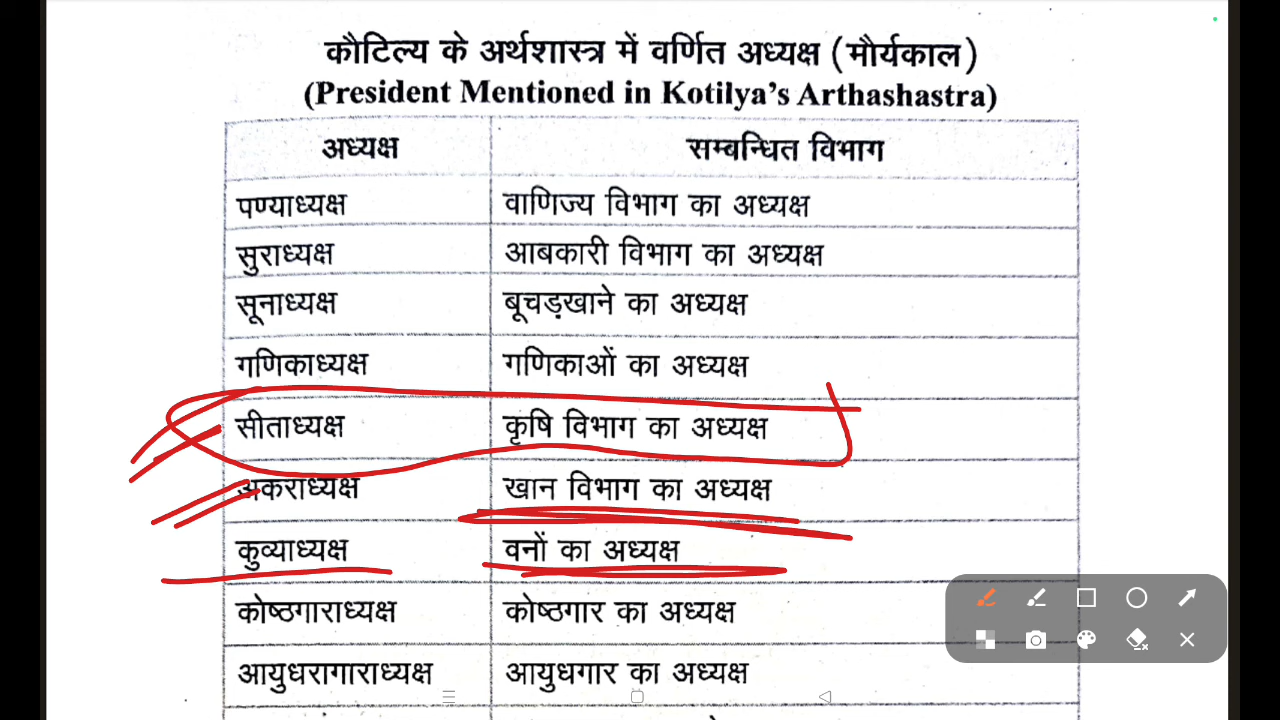 कौटिल्य के अर्थशास्त्र में वर्णित अध्यक्ष (मौर्यकाल)
(President Mentioned in Kotilya's Arthashastra)
अध्यक्ष सम्बन्धित विभाग
पण्याध्यक्ष वाणिज्य विभाग का अध्यक्ष
सुराध्यक्ष आबकारी विभाग का अध्यक्ष
सूनाध्यक्ष बूचड़खाने का अध्यक्ष
गणिकाध्यक्ष गणिकाओं का अध्यक्ष
सीताध्यक्ष कृषि विभाग का अध्यक्ष
अकराध्यक्ष खान विभाग का अध्यक्ष
कुव्याध्यक्ष वनों का अध्यक्ष
कोष्ठगाराध्यक्ष कोष्ठगार का अध्यक्ष
आयुधरागाराध्यक्ष आयुधगार का अध्यक्ष